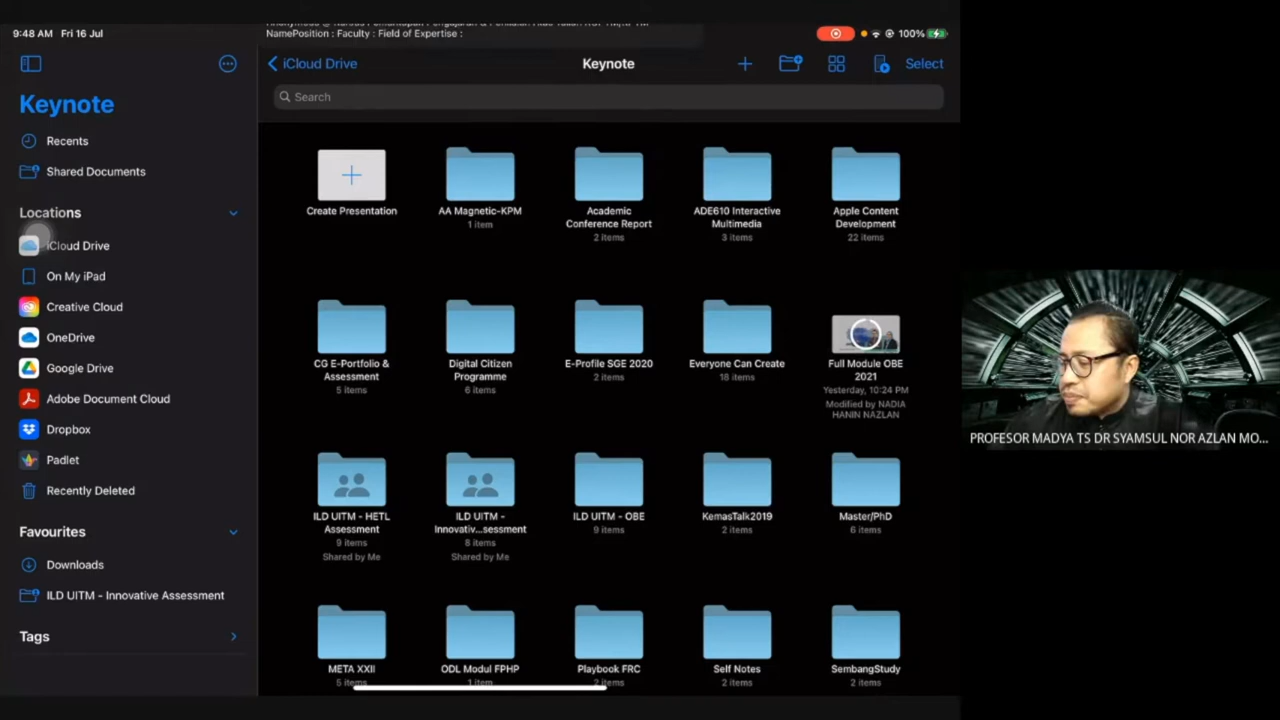 9:48 AM Fri 16 Jul
NamePosition : Faculty : Field of Expertise :
100%
iCloud Drive
Keynote
Select
Search
Keynote
Recents
Shared Documents
Locations
iCloud Drive
On My iPad
Creative Cloud
OneDrive
Google Drive
Adobe Document Cloud
Dropbox
Padlet
Recently Deleted
Favourites
Downloads
ILD UITM - Innovative Assessment
Tags
Create Presentation
AA Magnetic-KPM
1 item
Academic
Conference Report
2 items
ADE610 Interactive
Multimedia
3 items
Apple Content
Development
22 items
CG E-Portfolio &
Assessment
5 items
Digital Citizen
Programme
6 items
E-Profile SGE 2020
2 items
Everyone Can Create
18 items
Full Module OBE
2021
Yesterday, 10:24 PM
Modified by NADIA
HANIN NAZLAN
ILD UITM - HETL
Assessment
9 items
Shared by Me
ILD UITM -
Innovativ...sessment
8 items
Shared by Me
ILD UITM - OBE
9 items
KemasTalk2019
2 items
Master/PhD
6 items
META XXII
5 items
ODL Modul FPHP
1 item
Playbook FRC
2 items
Self Notes
2 items
SembangStudy
2 items
PROFESOR MADYA TS DR SYAMSUL NOR AZLAN MO...